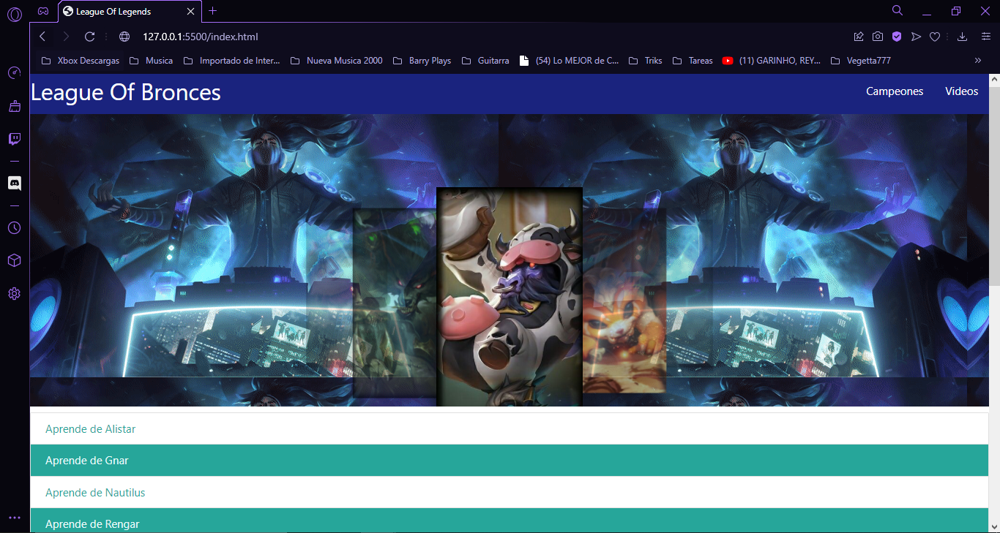 League Of Legends
127.0.0.1:5500/index.html
Xbox Descargas Musica Importado de Inter... Nueva Musica 2000 Barry Plays Guitarra (54) Lo MEJOR de C... Triks Tareas (11) GARINHO, REY... Vegetta777
League Of Bronces Campeones Videos
Aprende de Alistar
Aprende de Gnar
Aprende de Nautilus
Aprende de Rengar